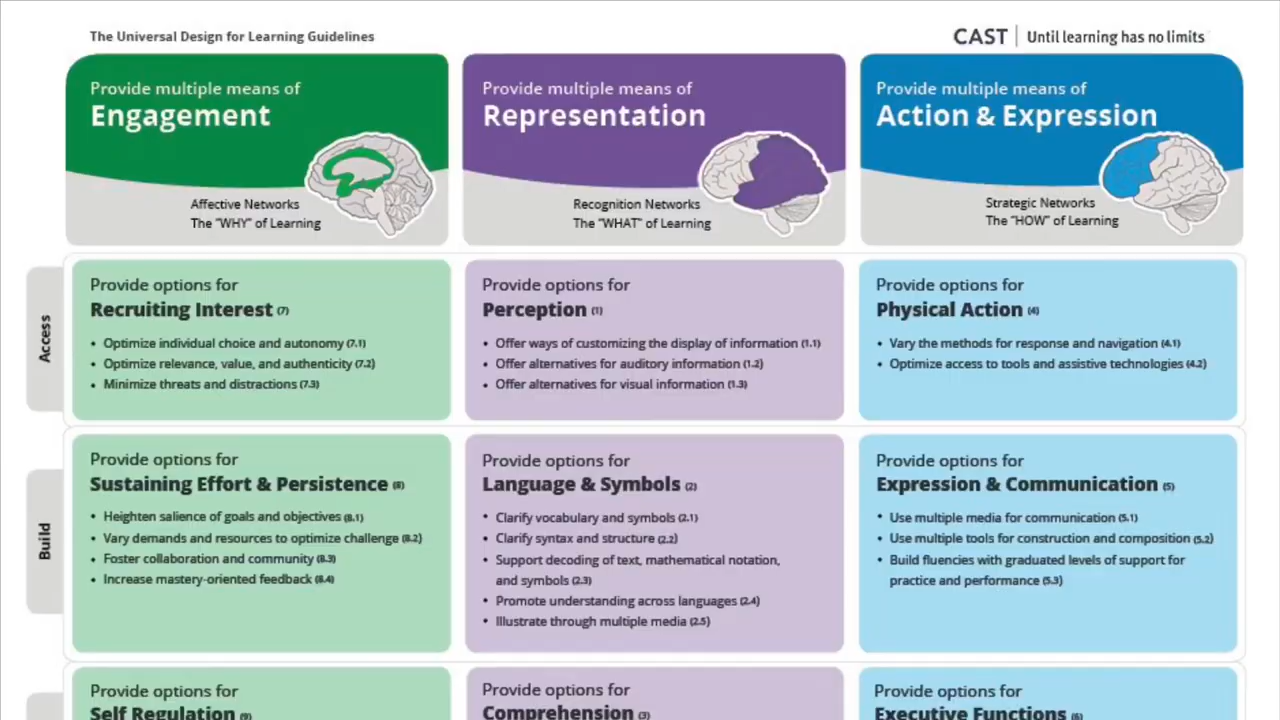 The Universal Design for Learning Guidelines
CAST | Until learning has no limits
Provide multiple means of
Engagement
Affective Networks
The "WHY" of Learning
Provide multiple means of
Representation
Recognition Networks
The "WHAT" of Learning
Provide multiple means of
Action & Expression
Strategic Networks
The "HOW" of Learning
Access
Provide options for
Recruiting Interest (7)
• Optimize individual choice and autonomy (7.1)
• Optimize relevance, value, and authenticity (7.2)
• Minimize threats and distractions (7.3)
Provide options for
Perception (1)
• Offer ways of customizing the display of information (1.1)
• Offer alternatives for auditory information (1.2)
• Offer alternatives for visual information (1.3)
Provide options for
Physical Action (4)
• Vary the methods for response and navigation (4.1)
• Optimize access to tools and assistive technologies (4.2)
Build
Provide options for
Sustaining Effort & Persistence (8)
• Heighten salience of goals and objectives (8.1)
• Vary demands and resources to optimize challenge (8.2)
• Foster collaboration and community (8.3)
• Increase mastery-oriented feedback (8.4)
Provide options for
Language & Symbols (2)
• Clarify vocabulary and symbols (2.1)
• Clarify syntax and structure (2.2)
• Support decoding of text, mathematical notation,
and symbols (2.3)
• Promote understanding across languages (2.4)
• Illustrate through multiple media (2.5)
Provide options for
Expression & Communication (5)
• Use multiple media for communication (5.1)
• Use multiple tools for construction and composition (5.2)
• Build fluencies with graduated levels of support for
practice and performance (5.3)
Provide options for
Self Regulation (9)
Provide options for
Comprehension (3)
Provide options for
Executive Functions (6)